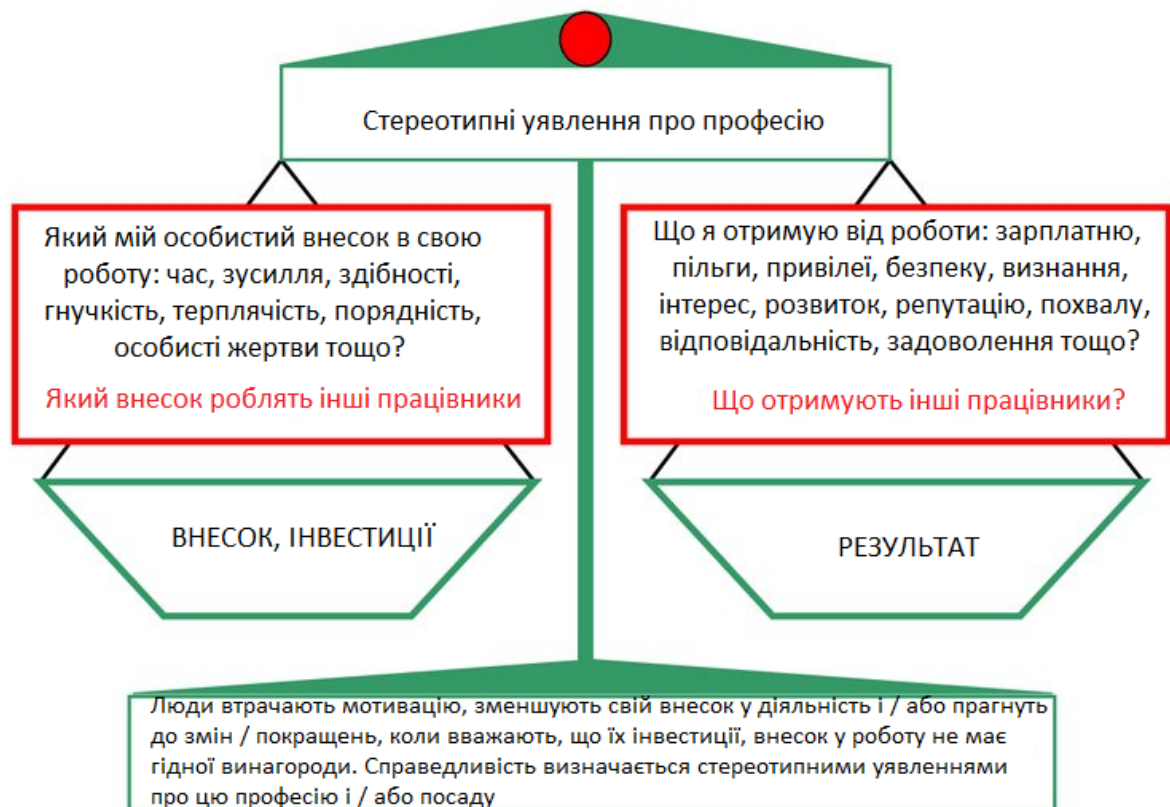 Стереотипні уявлення про професію
Який мій особистий внесок в свою
роботу: час, зусилля, здібності,
гнучкість, терплячість, порядність,
особисті жертви тощо?
Який внесок роблять інші працівники
Що я отримую від роботи: зарплатню,
пільги, привілеї, безпеку, визнання,
інтерес, розвиток, репутацію, похвалу,
відповідальність, задоволення тощо?
Що отримують інші працівники?
ВНЕСОК, ІНВЕСТИЦІЇ
РЕЗУЛЬТАТ
Люди втрачають мотивацію, зменшують свій внесок у діяльність і / або прагнуть
до змін / покращень, коли вважають, що їх інвестиції, внесок у роботу не має
гідної винагороди. Справедливість визначається стереотипними уявленнями
про цю професію і / або посаду